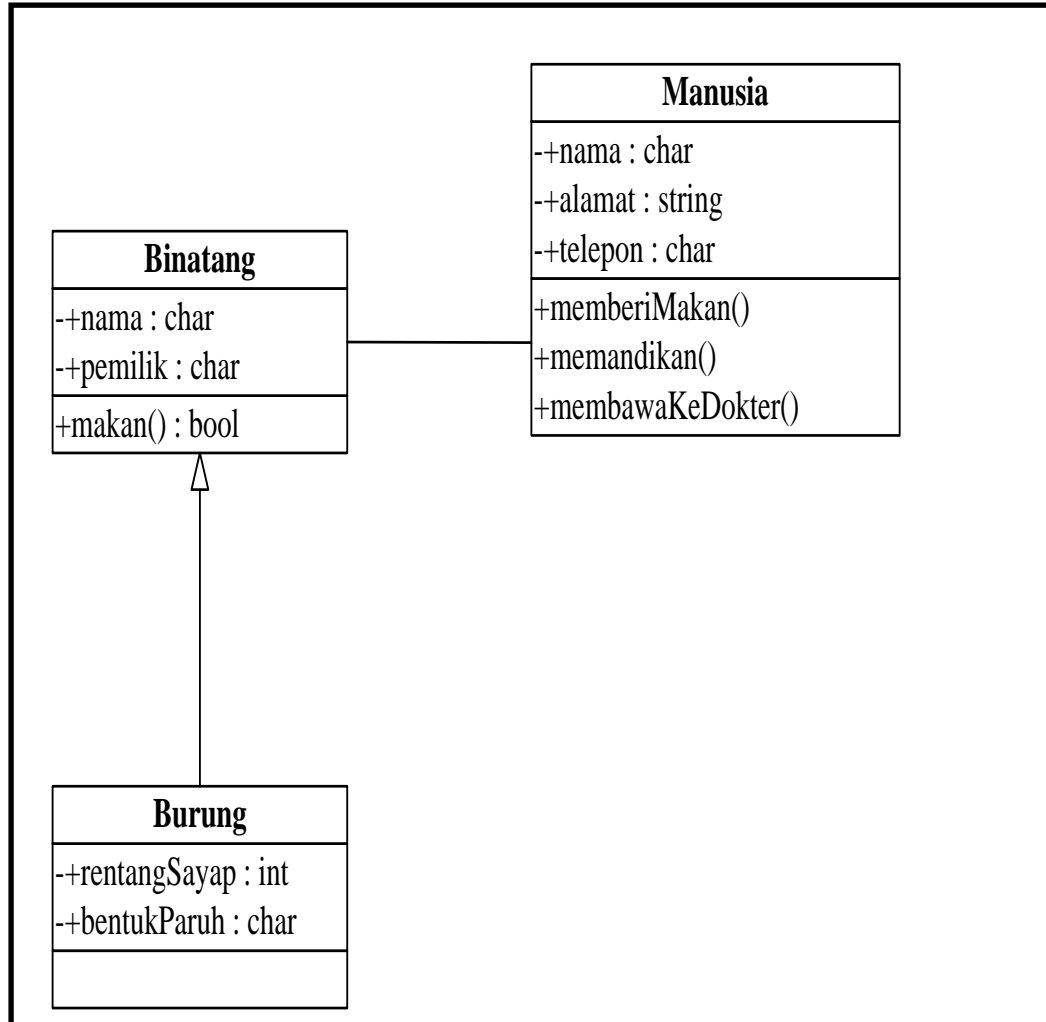 Manusia
-+nama : char
-+alamat : string
-+telepon : char
+memberiMakan()
+memandikan()
+membawaKeDokter()
Binatang
-+nama : char
-+pemilik : char
+makan() : bool
Burung
-+rentangSayap : int
-+bentukParuh : char